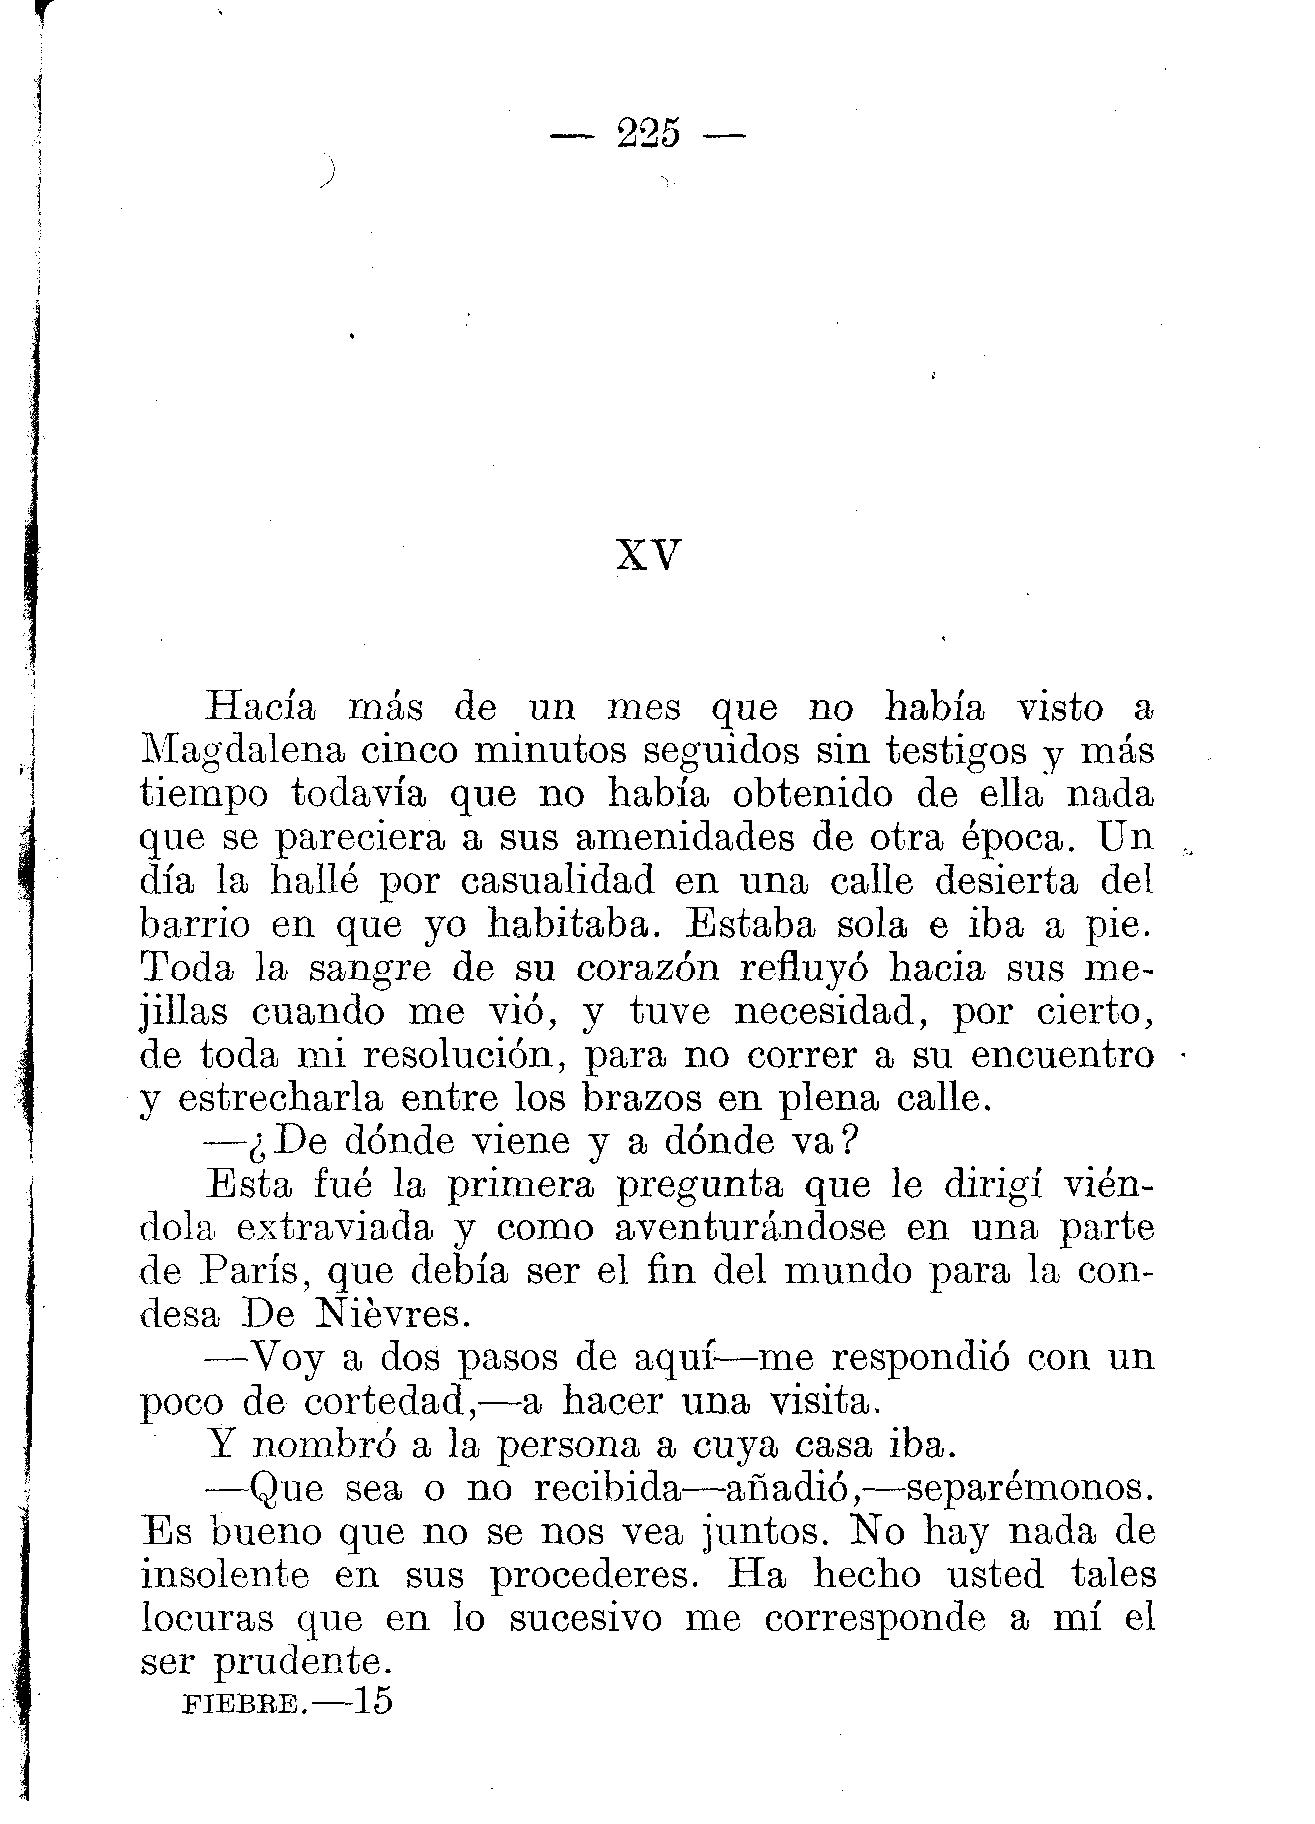 — 225 —
XV
Hacía más de un mes que no había visto a
Magdalena cinco minutos seguidos sin testigos y más
tiempo todavía que no había obtenido de ella nada
que se pareciera a sus amenidades de otra época. Un
día la hallé por casualidad en una calle desierta del
barrio en que yo habitaba. Estaba sola e iba a pie.
Toda la sangre de su corazón refluyó hacia sus me-
jillas cuando me vió, y tuve necesidad, por cierto,
de toda mi resolución, para no correr a su encuentro
y estrecharla entre los brazos en plena calle.
—¿De dónde viene y a dónde va?
Esta fué la primera pregunta que le dirigí vién-
dola extraviada y como aventurándose en una parte
de París, que debía ser el fin del mundo para la con-
desa De Nièvres.
—Voy a dos pasos de aquí—me respondió con un
poco de cortedad,—a hacer una visita.
Y nombró a la persona a cuya casa iba.
—Que sea o no recibida—añadió,—separémonos.
Es bueno que no se nos vea juntos. No hay nada de
insolente en sus procederes. Ha hecho usted tales
locuras que en lo sucesivo me corresponde a mí el
ser prudente.
FIEBRE.—15